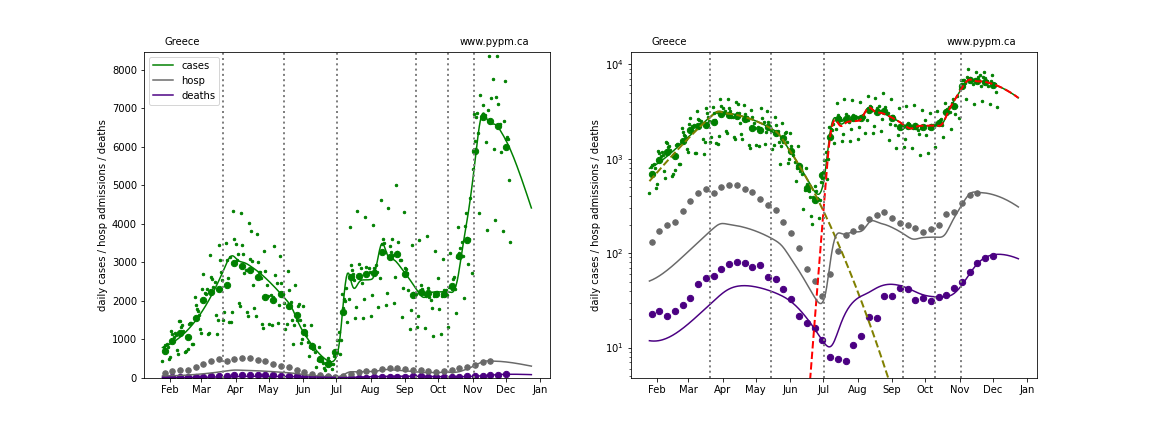 Greece www.pypm.ca
8000
7000
6000
5000
4000
3000
2000
1000
0
daily cases / hosp admissions / deaths
cases
hosp
deaths
Feb Mar Apr May Jun Jul Aug Sep Oct Nov Dec Jan
Greece www.pypm.ca
10⁴
10³
10²
10¹
daily cases / hosp admissions / deaths
Feb Mar Apr May Jun Jul Aug Sep Oct Nov Dec Jan